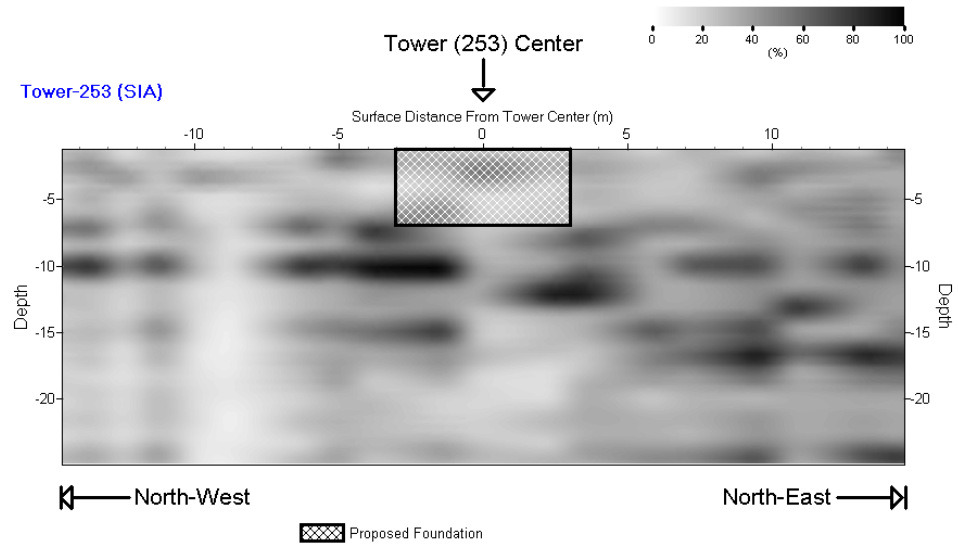 0 20 40 60 80 100
(%)
Tower (253) Center
Tower-253 (SIA)
Surface Distance From Tower Center (m)
-10 -5 0 5 10
-5 -5
-10 -10
Depth Depth
-15 -15
-20 -20
North-West North-East
Proposed Foundation